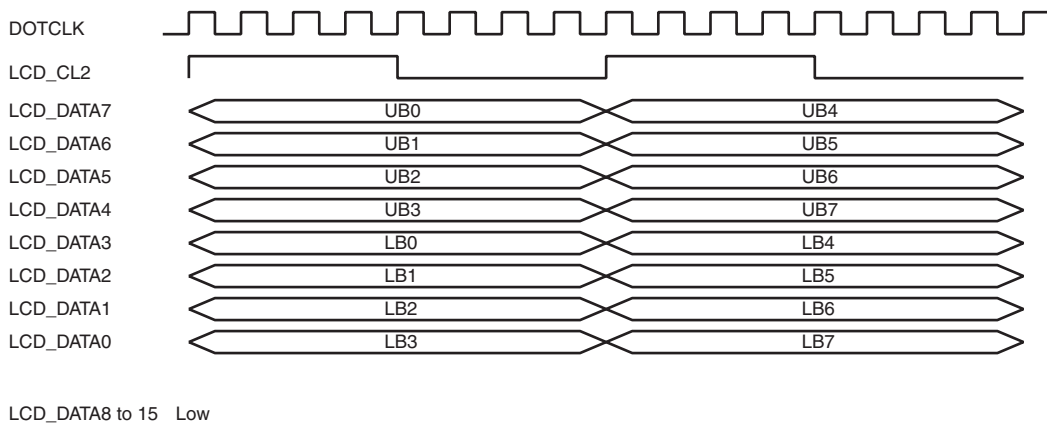 DOTCLK
LCD_CL2
LCD_DATA7 UB0 UB4
LCD_DATA6 UB1 UB5
LCD_DATA5 UB2 UB6
LCD_DATA4 UB3 UB7
LCD_DATA3 LB0 LB4
LCD_DATA2 LB1 LB5
LCD_DATA1 LB2 LB6
LCD_DATA0 LB3 LB7
LCD_DATA8 to 15 Low